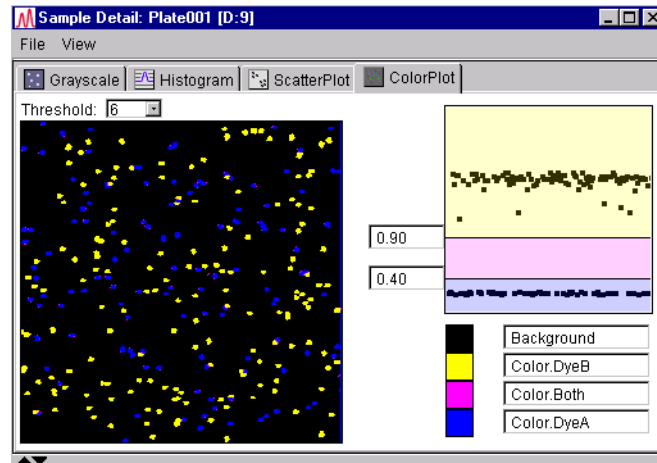 Sample Detail: Plate001 [D:9]
File View
Grayscale Histogram ScatterPlot ColorPlot
Threshold: 6
0.90
0.40
Background
Color.DyeB
Color.Both
Color.DyeA